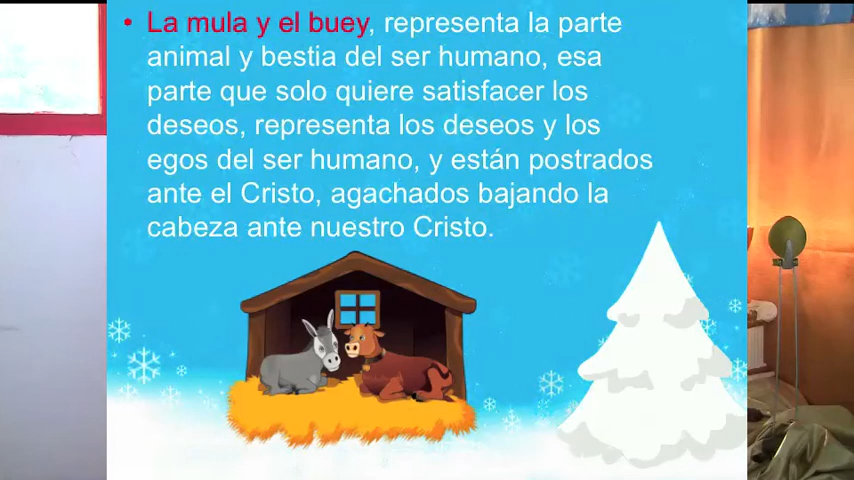 • La mula y el buey, representa la parte
animal y bestia del ser humano, esa
parte que solo quiere satisfacer los
deseos, representa los deseos y los
egos del ser humano, y están postrados
ante el Cristo, agachados bajando la
cabeza ante nuestro Cristo.